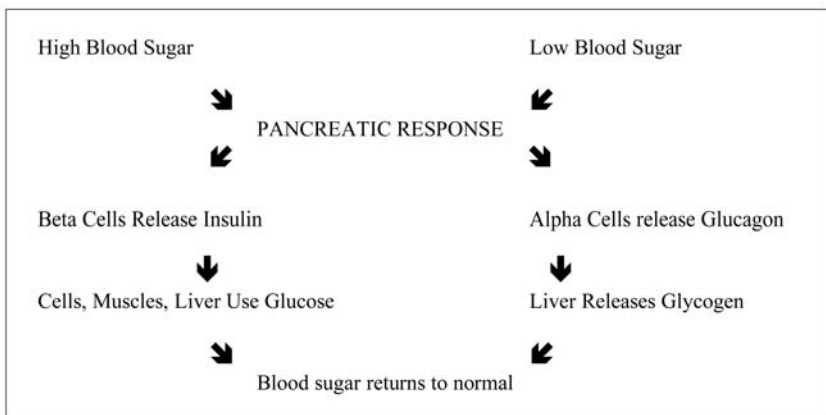 High Blood Sugar Low Blood Sugar
PANCREATIC RESPONSE
Beta Cells Release Insulin Alpha Cells release Glucagon
Cells, Muscles, Liver Use Glucose Liver Releases Glycogen
Blood sugar returns to normal